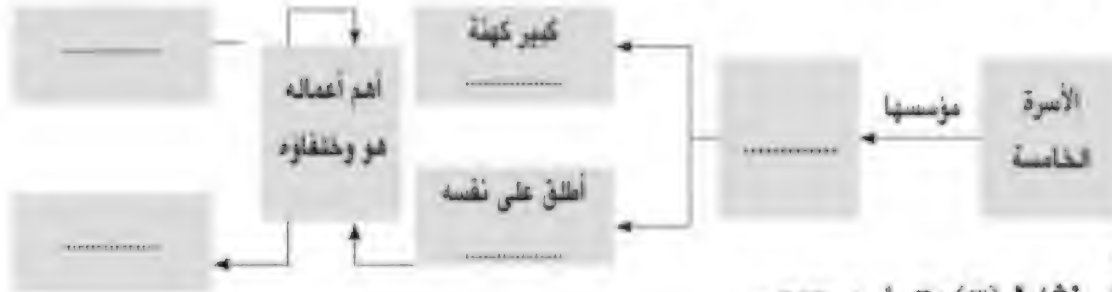 الأسرة
الخامسة
مؤسسها
............
كبير كهنة
............
أطلق على نفسه
............
أهم أعماله
هو وخلفاؤه
............
............